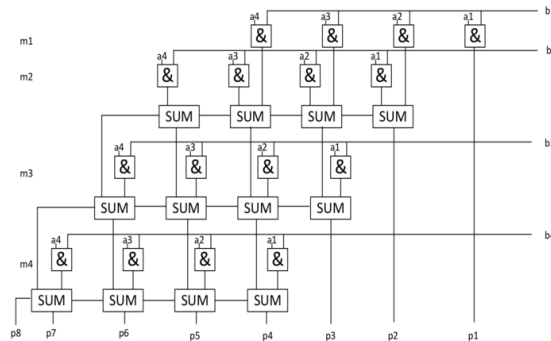 a4 a3 a2 a1 b
m1 & & & &
a4 a3 a2 a1 b
m2 & & & &
SUM SUM SUM SUM
a4 a3 a2 a1
m3 & & & &
SUM SUM SUM SUM
a4 a3 a2 a1
m4 & & & &
SUM SUM SUM SUM
p8 p7 p6 p5 p4 p3 p2 p1